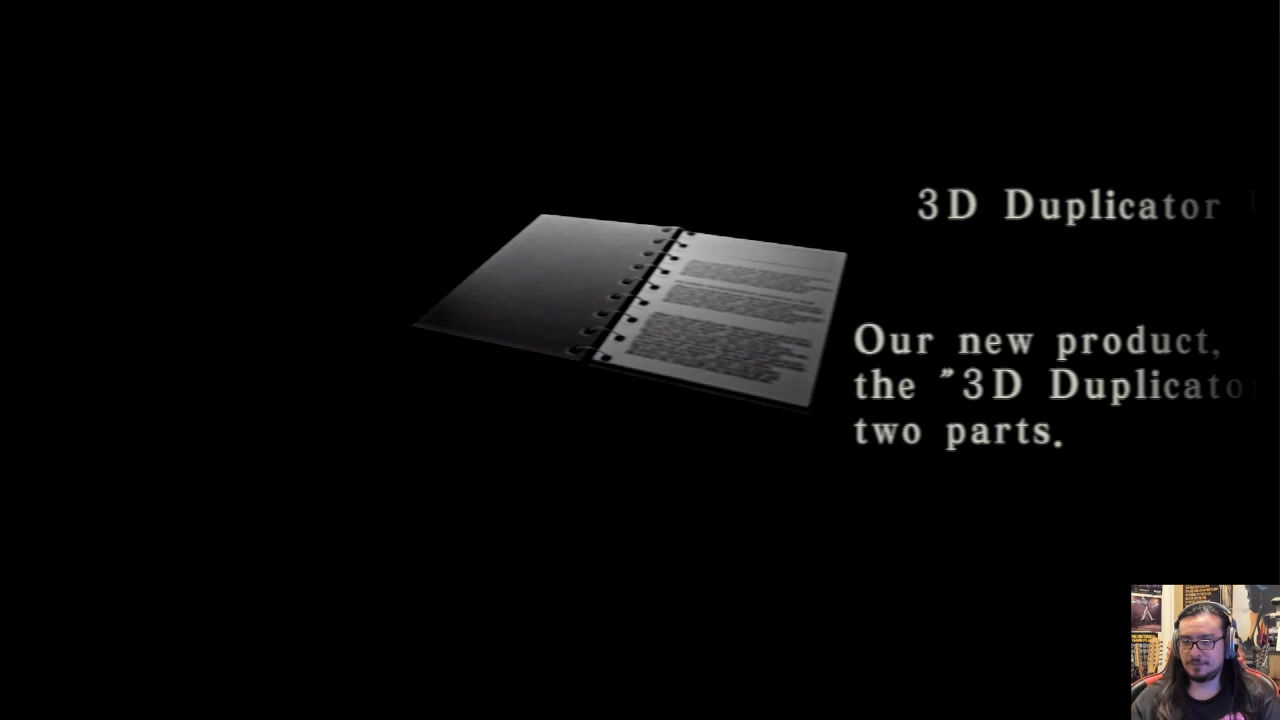 3D Duplicator
Our new product,
the "3D Duplicato
two parts.